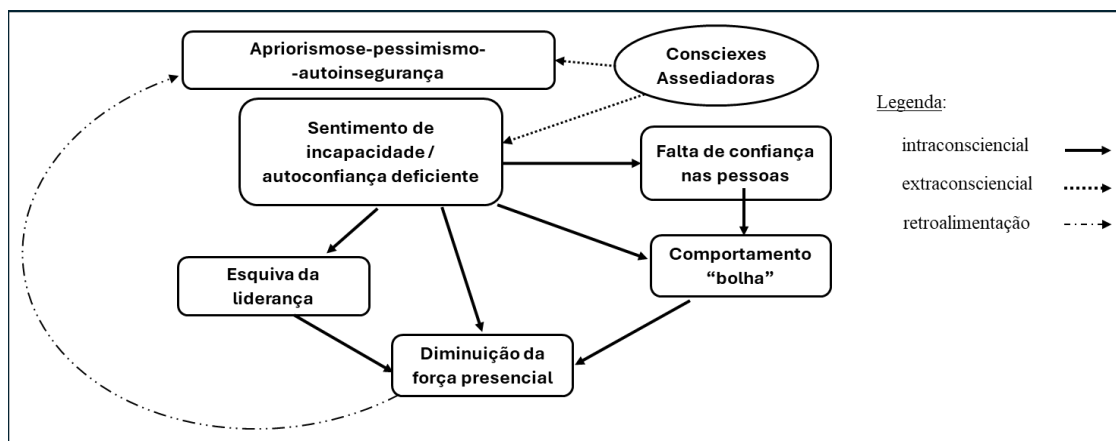 Apriorismose-pessimismo-
-autoinsegurança
Consciexes
Assediadoras
Sentimento de
incapacidade /
autoconfiança deficiente
Falta de confiança
nas pessoas
Esquiva da
liderança
Comportamento
“bolha”
Diminuição da
força presencial
Legenda:
intraconsciencial
extraconsciencial
retroalimentação